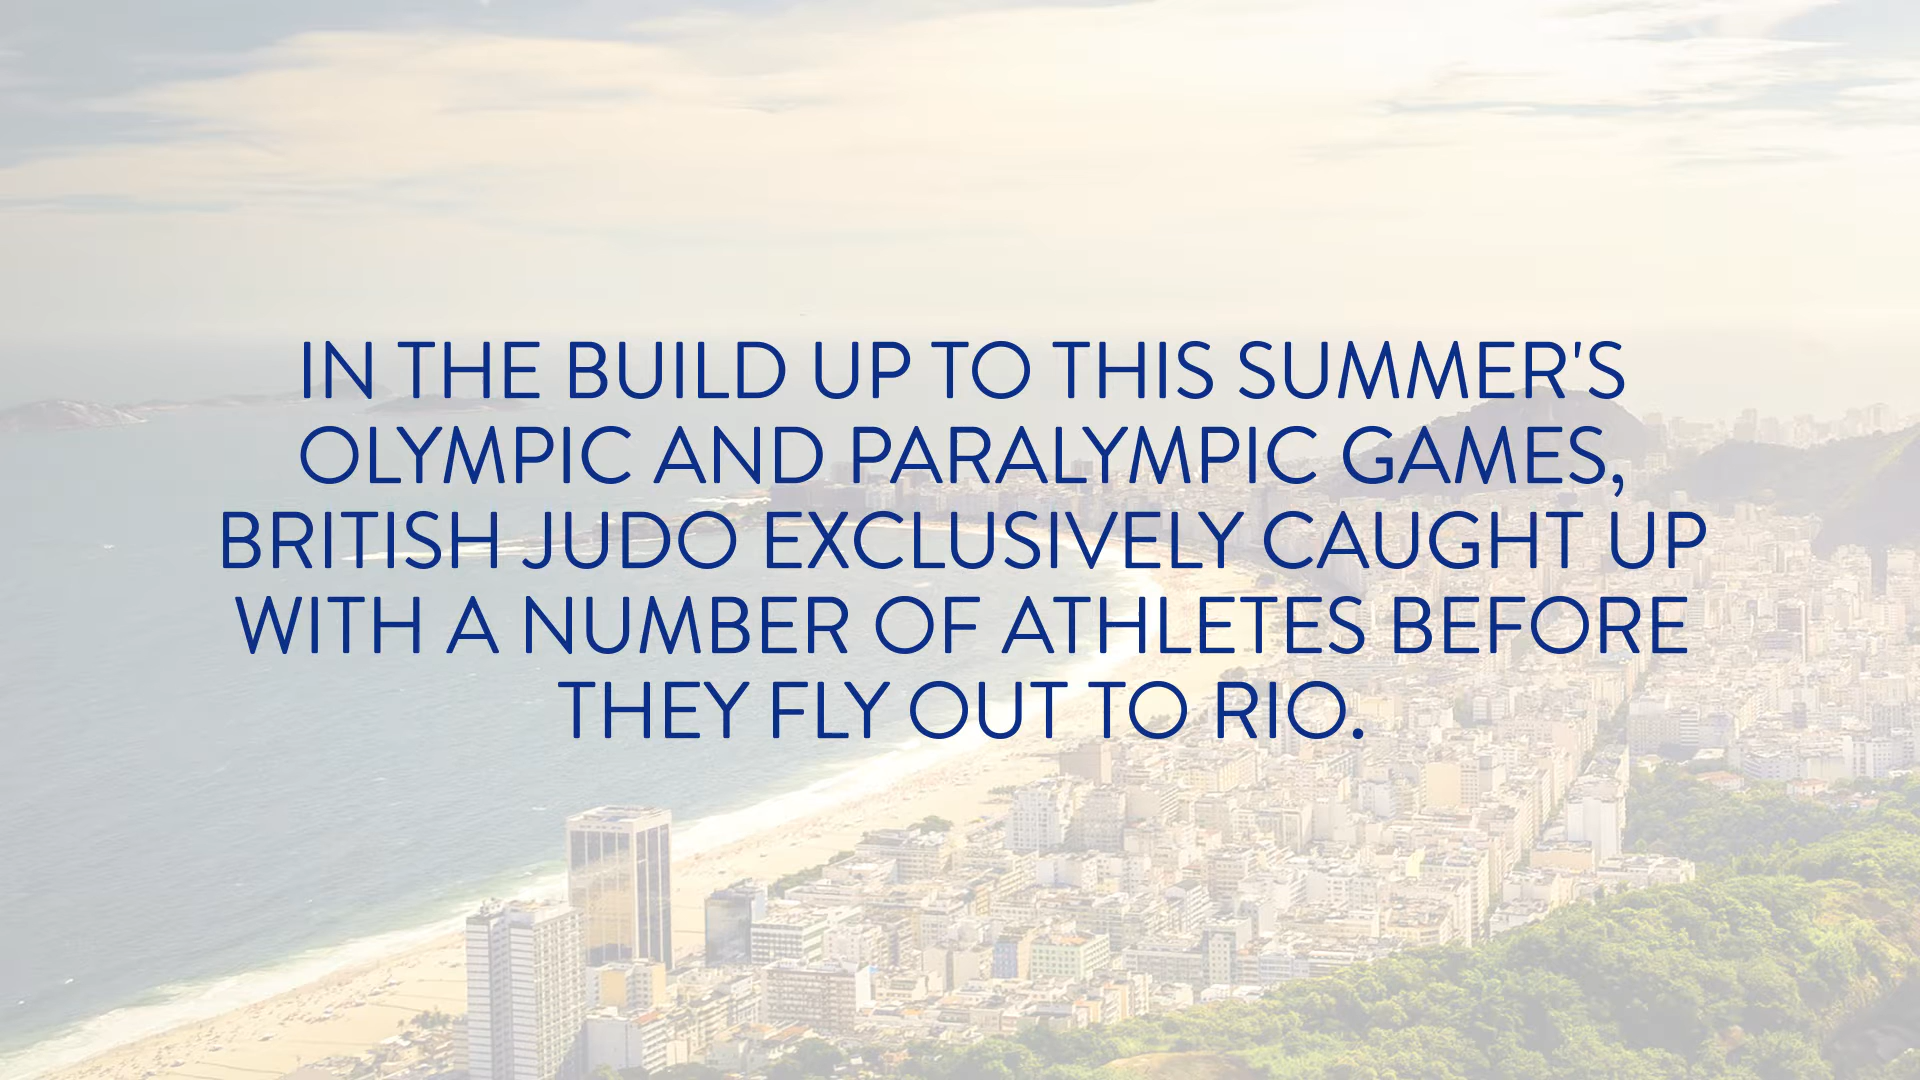 IN THE BUILD UP TO THIS SUMMER'S
OLYMPIC AND PARALYMPIC GAMES,
BRITISH JUDO EXCLUSIVELY CAUGHT UP
WITH A NUMBER OF ATHLETES BEFORE
THEY FLY OUT TO RIO.